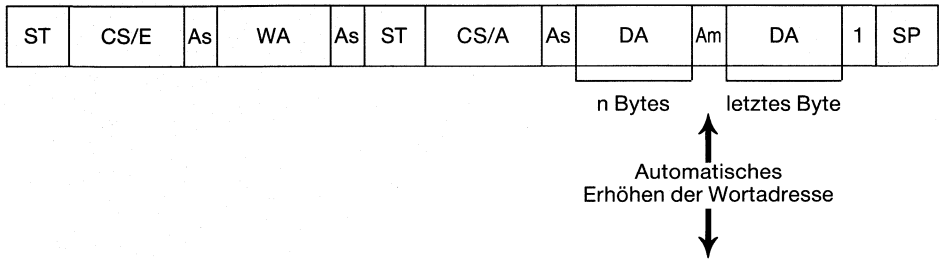 ST CS/E As WA As ST CS/A As DA Am DA 1 SP
n Bytes letztes Byte
Automatisches
Erhöhen der Wortadresse